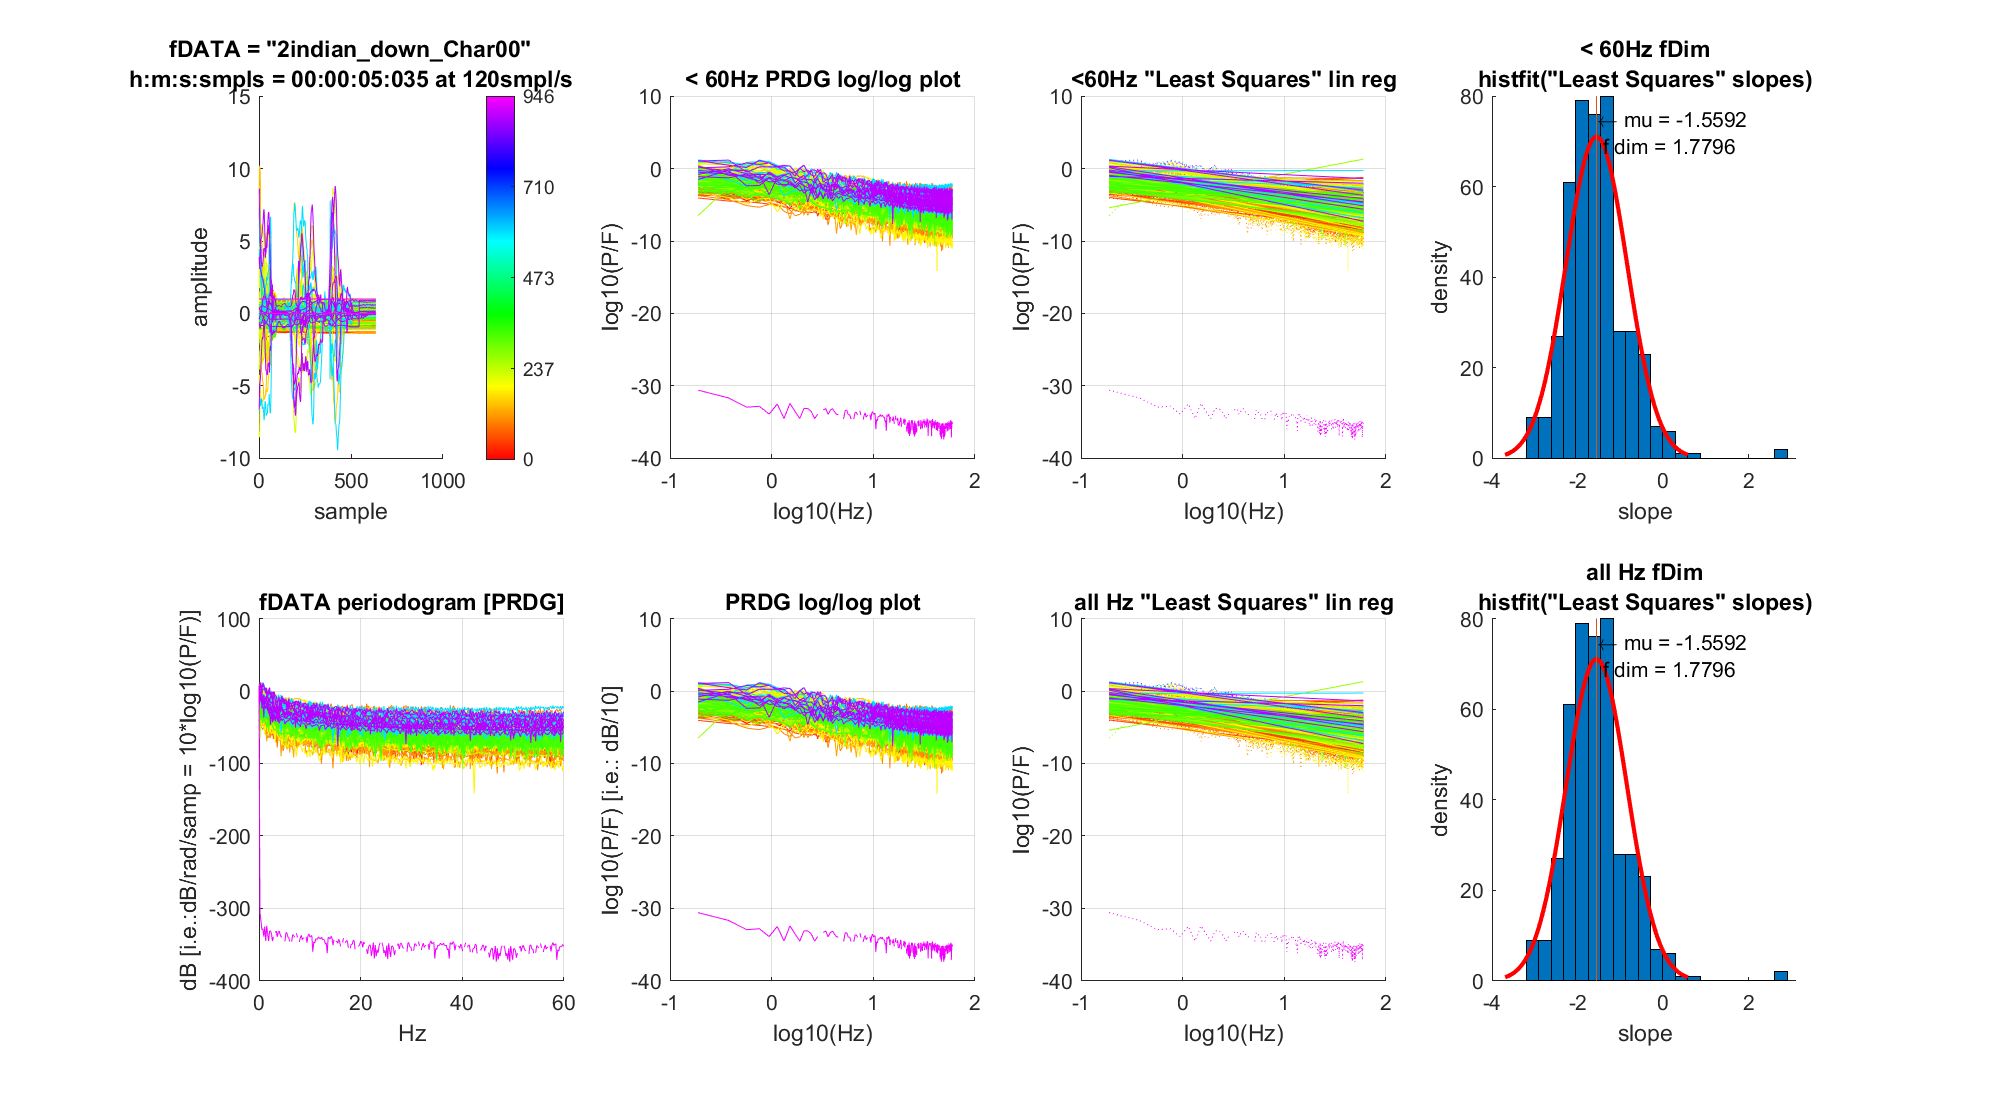 fDATA = "2indian_down_Char00"
h:m:s:smpls = 00:00:05:035 at 120smpl/s
15
10
5
0
-5
-10
0
500
1000
amplitude
sample
946
710
473
237
0
< 60Hz PRDG log/log plot
10
0
-10
-20
-30
-40
-1
0
1
2
log10(P/F)
log10(Hz)
<60Hz "Least Squares" lin reg
10
0
-10
-20
-30
-40
-1
0
1
2
log10(P/F)
log10(Hz)
< 60Hz fDim
histfit("Least Squares" slopes)
80
60
40
20
0
-4
-2
0
2
density
slope
← mu = -1.5592
f dim = 1.7796
fDATA periodogram [PRDG]
100
0
-100
-200
-300
-400
0
20
40
60
dB [i.e.:dB/rad/samp = 10*log10(P/F)]
Hz
PRDG log/log plot
10
0
-10
-20
-30
-40
-1
0
1
2
log10(P/F) [i.e.: dB/10]
log10(Hz)
all Hz "Least Squares" lin reg
10
0
-10
-20
-30
-40
-1
0
1
2
log10(P/F)
log10(Hz)
all Hz fDim
histfit("Least Squares" slopes)
80
60
40
20
0
-4
-2
0
2
density
slope
← mu = -1.5592
f dim = 1.7796